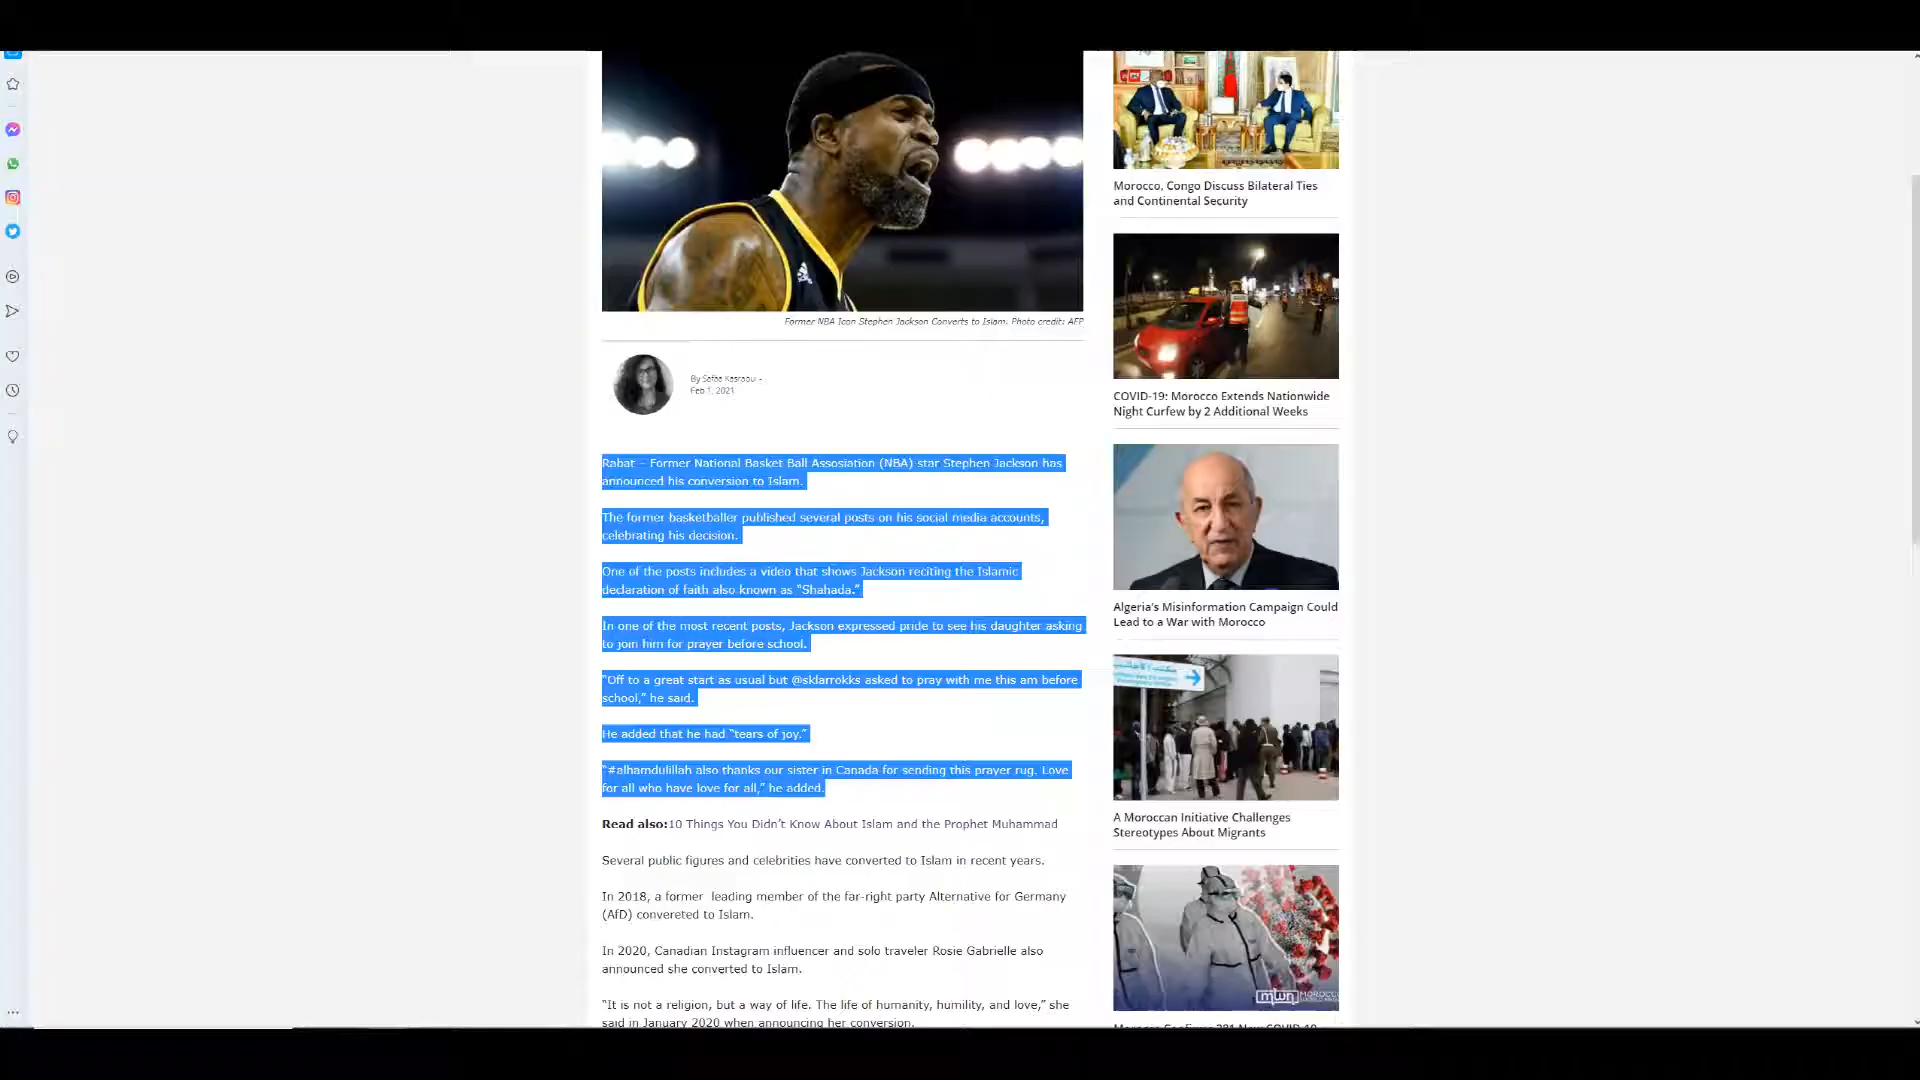 Former NBA Icon Stephen Jackson Converts to Islam. Photo credit: AFP
By Safaa Kasraoui -
Feb 1, 2021
Rabat – Former National Basket Ball Assosiation (NBA) star Stephen Jackson has
announced his conversion to Islam.
The former basketballer published several posts on his social media accounts,
celebrating his decision.
One of the posts includes a video that shows Jackson reciting the Islamic
declaration of faith also known as “Shahada.”
In one of the most recent posts, Jackson expressed pride to see his daughter asking
to join him for prayer before school.
“Off to a great start as usual but @sklarrokks asked to pray with me this am before
school,” he said.
He added that he had “tears of joy.”
“#alhamdulillah also thanks our sister in Canada for sending this prayer rug. Love
for all who have love for all,” he added.
Read also:10 Things You Didn’t Know About Islam and the Prophet Muhammad
Several public figures and celebrities have converted to Islam in recent years.
In 2018, a former leading member of the far-right party Alternative for Germany
(AfD) convereted to Islam.
In 2020, Canadian Instagram influencer and solo traveler Rosie Gabrielle also
announced she converted to Islam.
“It is not a religion, but a way of life. The life of humanity, humility, and love,” she
said in January 2020 when announcing her conversion.
Morocco, Congo Discuss Bilateral Ties
and Continental Security
COVID-19: Morocco Extends Nationwide
Night Curfew by 2 Additional Weeks
Algeria’s Misinformation Campaign Could
Lead to a War with Morocco
A Moroccan Initiative Challenges
Stereotypes About Migrants
mwn